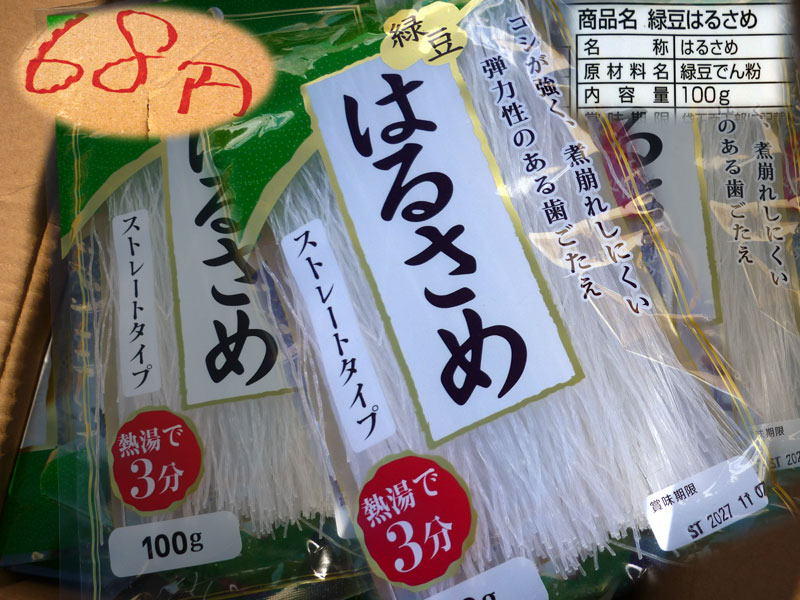 68円
商品名 緑豆はるさめ
名称 はるさめ
原材料名 緑豆でん粉
内容量 100g
緑豆
はるさめ
コシが強く、煮崩れしにくい
弾力性のある歯ごたえ
ストレートタイプ
熱湯で
3分
賞味期限
ST 2027 11 07
るさめ
ストレートタイプ
熱湯で
3分
100g
煮崩れしにくい
のある歯ごたえ
味期限
ST 202